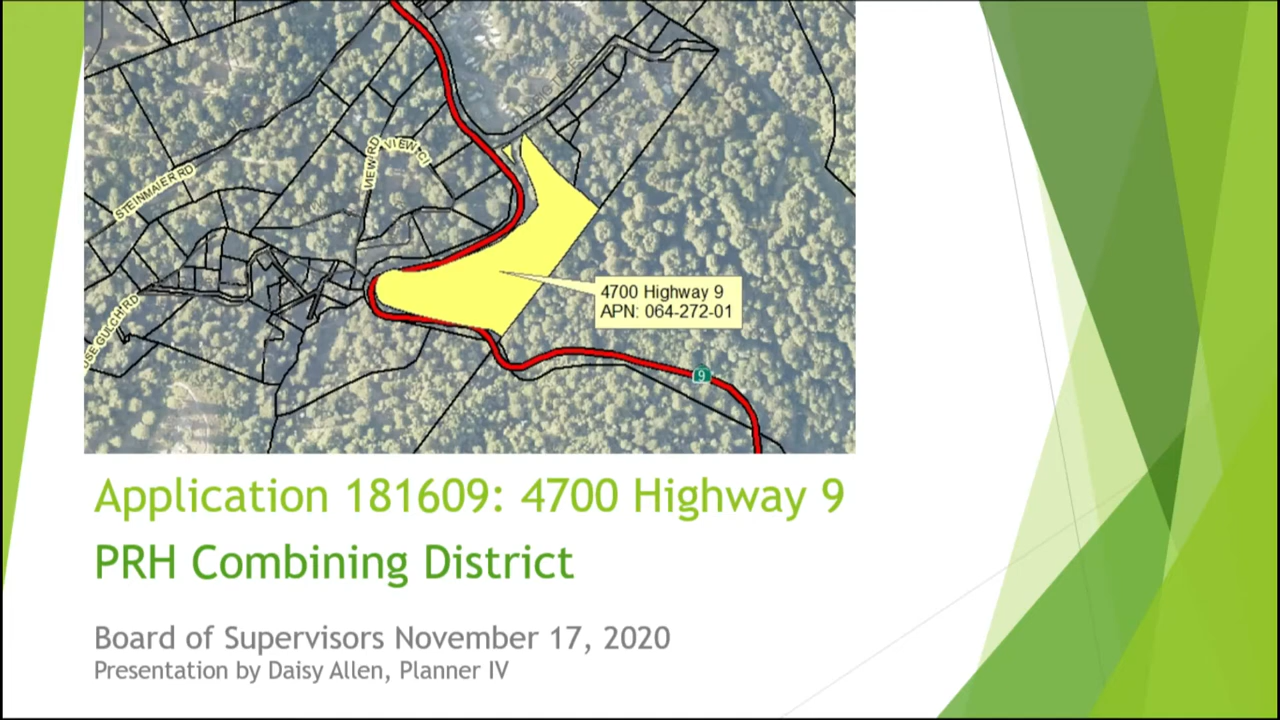 STEINMAIER RD
VIEW RD
VIEW CI
4700 Highway 9
APN: 064-272-01
9
Application 181609: 4700 Highway 9
PRH Combining District
Board of Supervisors November 17, 2020
Presentation by Daisy Allen, Planner IV